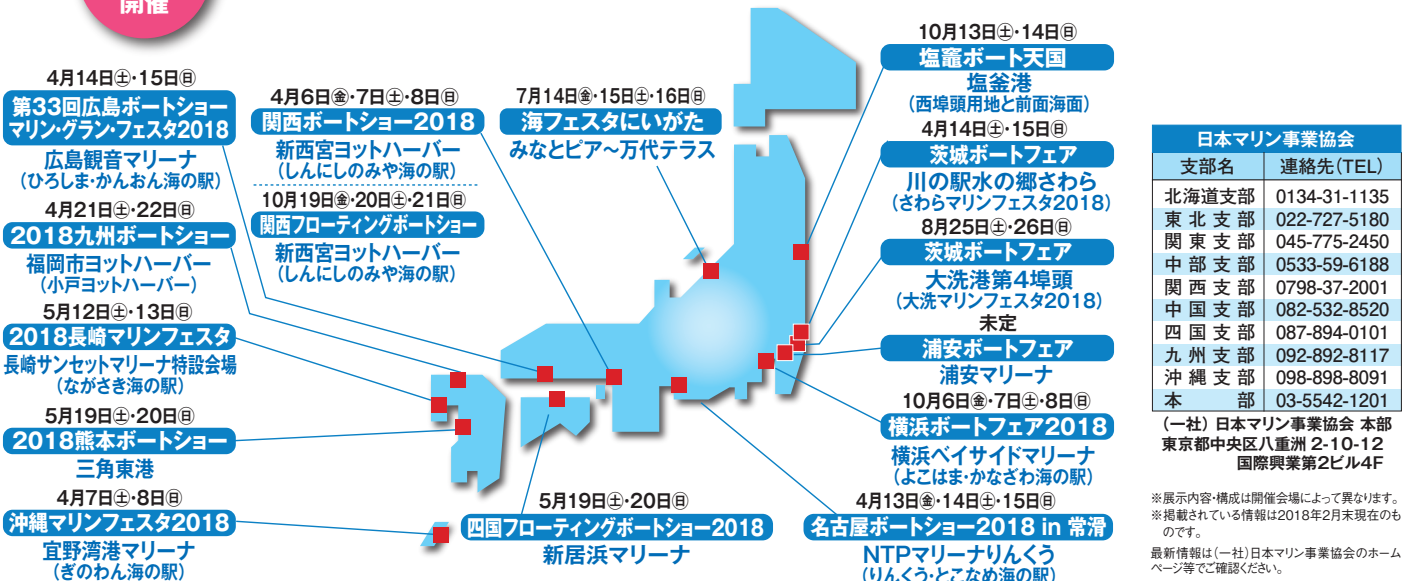 開催
4月14日㊏・15日㊐
第33回広島ボートショー
マリン・グラン・フェスタ2018
広島観音マリーナ
(ひろしま・かんおん海の駅)
4月21日㊏・22日㊐
2018九州ボートショー
福岡市ヨットハーバー
(小戸ヨットハーバー)
5月12日㊏・13日㊐
2018長崎マリンフェスタ
長崎サンセットマリーナ特設会場
(ながさき海の駅)
5月19日㊏・20日㊐
2018熊本ボートショー
三角東港
4月7日㊏・8日㊐
沖縄マリンフェスタ2018
宜野湾港マリーナ
(ぎのわん海の駅)
4月6日㊎・7日㊏・8日㊐
関西ボートショー2018
新西宮ヨットハーバー
(しんにしのみや海の駅)
10月19日㊎・20日㊏・21日㊐
関西フローティングボートショー
新西宮ヨットハーバー
(しんにしのみや海の駅)
7月14日㊎・15日㊏・16日㊐
海フェスタにいがた
みなとピア〜万代テラス
5月19日㊏・20日㊐
四国フローティングボートショー2018
新居浜マリーナ
10月13日㊏・14日㊐
塩竈ボート天国
塩釜港
(西埠頭用地と前面海面)
4月14日㊏・15日㊐
茨城ボートフェア
川の駅水の郷さわら
(さわらマリンフェスタ2018)
8月25日㊏・26日㊐
茨城ボートフェア
大洗港第4埠頭
(大洗マリンフェスタ2018)
未定
浦安ボートフェア
浦安マリーナ
10月6日㊎・7日㊏・8日㊐
横浜ボートフェア2018
横浜ベイサイドマリーナ
(よこはま・かなざわ海の駅)
4月13日㊎・14日㊏・15日㊐
名古屋ボートショー2018 in 常滑
NTPマリーナりんくう
(りんくう・とこなめ海の駅)
日本マリン事業協会
支部名 連絡先(TEL)
北海道支部 0134-31-1135
東北支部 022-727-5180
関東支部 045-775-2450
中部支部 0533-59-6188
関西支部 0798-37-2001
中国支部 082-532-8520
四国支部 087-894-0101
九州支部 092-892-8117
沖縄支部 098-898-8091
本部 03-5542-1201
(一社) 日本マリン事業協会 本部
東京都中央区八重洲 2-10-12
国際興業第2ビル4F
※展示内容・構成は開催会場によって異なります。
※掲載されている情報は2018年2月末現在のも
のです。
最新情報は(一社)日本マリン事業協会のホーム
ページ等でご確認ください。